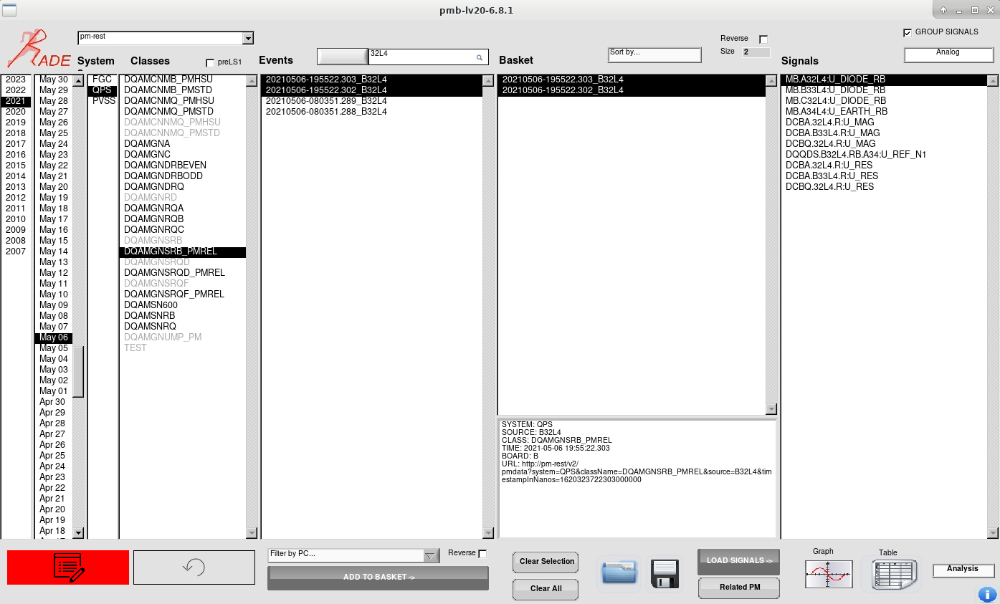 pmb-lv20-6.8.1
ADE
pm-rest
System
Classes
preLS1
Events
32L4
Basket
Sort by...
Reverse
Size 2
Signals
GROUP SIGNALS
Analog
2023
2022
2021
2020
2019
2018
2017
2016
2015
2014
2013
2012
2011
2010
2009
2008
2007
May 30
May 29
May 28
May 27
May 26
May 25
May 24
May 23
May 22
May 21
May 20
May 19
May 18
May 17
May 16
May 15
May 14
May 13
May 12
May 11
May 10
May 09
May 08
May 07
May 06
May 05
May 04
May 03
May 02
May 01
Apr 30
Apr 29
Apr 28
Apr 27
Apr 26
Apr 25
Apr 24
Apr 23
Apr 22
Apr 21
Apr 20
Apr 19
Apr 18
FGC
QPS
PVSS
DQAMCNMB_PMHSU
DQAMCNMB_PMSTD
DQAMCNMQ_PMHSU
DQAMCNMQ_PMSTD
DQAMCNNMQ_PMHSU
DQAMCNNMQ_PMSTD
DQAMGNA
DQAMGNC
DQAMGNDRBEVEN
DQAMGNDRBODD
DQAMGNDRQ
DQAMGNRD
DQAMGNRQA
DQAMGNRQB
DQAMGNRQC
DQAMGNSRB
DQAMGNSRB_PMREL
DQAMGNSRQD
DQAMGNSRQD_PMREL
DQAMGNSRQF
DQAMGNSRQF_PMREL
DQAMSN600
DQAMSNRB
DQAMSNRQ
DQAMGNUMP_PM
TEST
20210506-195522.303_B32L4
20210506-195522.302_B32L4
20210506-080351.289_B32L4
20210506-080351.288_B32L4
20210506-195522.303_B32L4
20210506-195522.302_B32L4
SYSTEM: QPS
SOURCE: B32L4
CLASS: DQAMGNSRB_PMREL
TIME: 2021-05-06 19:55:22.303
BOARD: B
URL: http://pm-rest/v2/
pmdata?system=QPS&className=DQAMGNSRB_PMREL&source=B32L4&tim
estampInNanos=1620323722303000000
MB.A32L4:U_DIODE_RB
MB.B33L4:U_DIODE_RB
MB.C32L4:U_DIODE_RB
MB.A34L4:U_EARTH_RB
DCBA.32L4.R:U_MAG
DCBA.B33L4.R:U_MAG
DCBQ.32L4.R:U_MAG
DQQDS.B32L4.RB.A34:U_REF_N1
DCBA.32L4.R:U_RES
DCBA.B33L4.R:U_RES
DCBQ.32L4.R:U_RES
Filter by PC...
Reverse
ADD TO BASKET ->
Clear Selection
Clear All
LOAD SIGNALS ->
Related PM
Graph
Table
Analysis
i